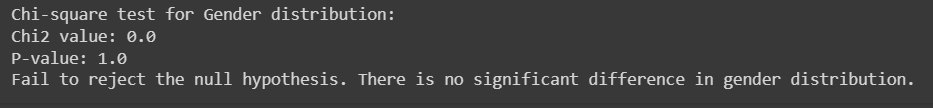 Chi-square test for Gender distribution:
Chi2 value: 0.0
P-value: 1.0
Fail to reject the null hypothesis. There is no significant difference in gender distribution.